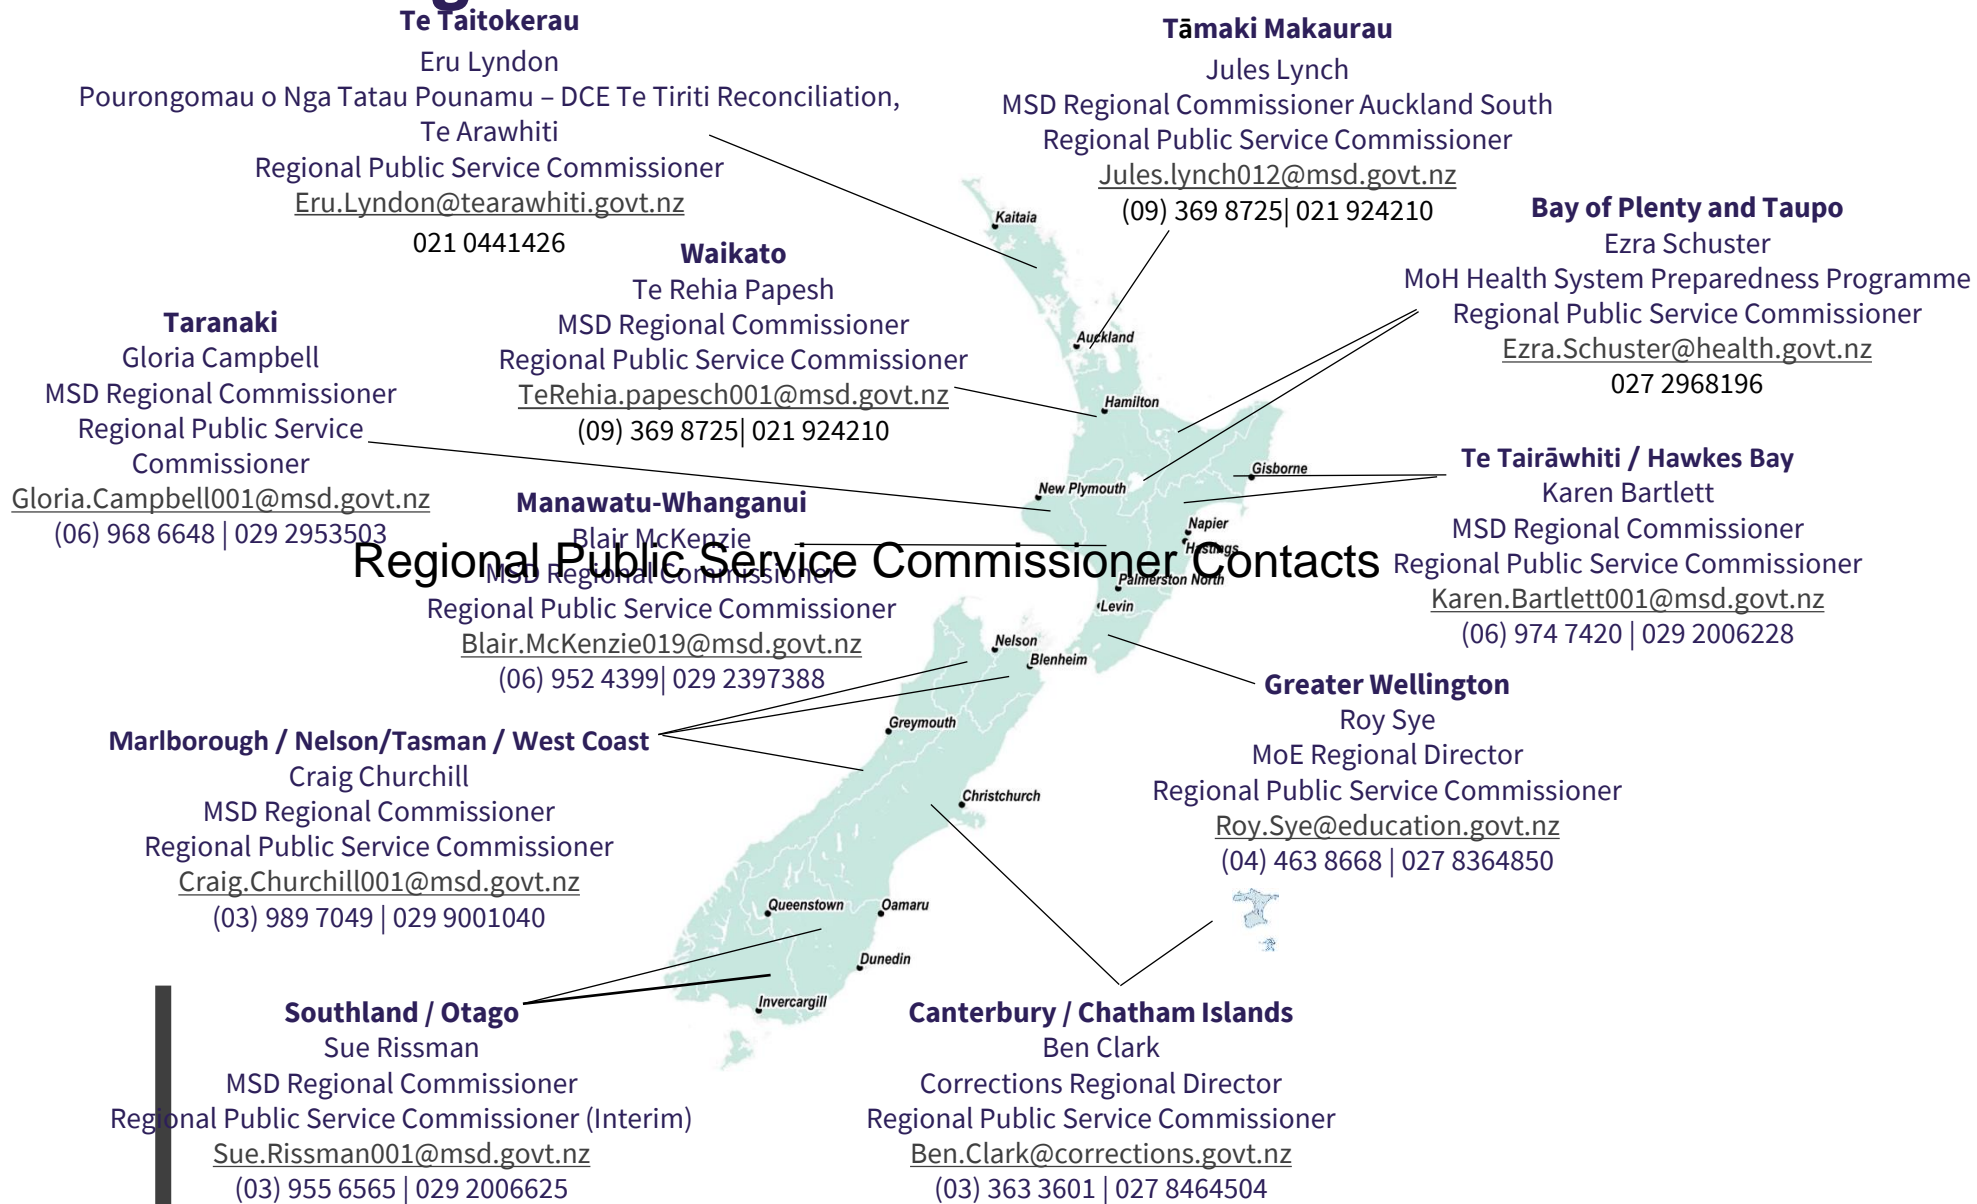 Te Taitokerau
Eru Lyndon
Pourongomau o Nga Tatau Pounamu – DCE Te Tiriti Reconciliation,
Te Arawhiti
Regional Public Service Commissioner
Eru.Lyndon@tearawhiti.govt.nz
021 0441426
Tāmaki Makaurau
Jules Lynch
MSD Regional Commissioner Auckland South
Regional Public Service Commissioner
Jules.lynch012@msd.govt.nz
(09) 369 8725| 021 924210
Bay of Plenty and Taupo
Ezra Schuster
MoH Health System Preparedness Programme
Regional Public Service Commissioner
Ezra.Schuster@health.govt.nz
027 2968196
Waikato
Te Rehia Papesh
MSD Regional Commissioner
Regional Public Service Commissioner
TeRehia.papesch001@msd.govt.nz
(09) 369 8725| 021 924210
Taranaki
Gloria Campbell
MSD Regional Commissioner
Regional Public Service
Commissioner
Gloria.Campbell001@msd.govt.nz
(06) 968 6648 | 029 2953503
Te Tairāwhiti / Hawkes Bay
Karen Bartlett
MSD Regional Commissioner
Regional Public Service Commissioner
Karen.Bartlett001@msd.govt.nz
(06) 974 7420 | 029 2006228
Manawatu-Whanganui
Blair McKenzie
MSD Regional Commissioner
Regional Public Service Commissioner
Blair.McKenzie019@msd.govt.nz
(06) 952 4399| 029 2397388
Regional Public Service Commissioner Contacts
Greater Wellington
Roy Sye
MoE Regional Director
Regional Public Service Commissioner
Roy.Sye@education.govt.nz
(04) 463 8668 | 027 8364850
Marlborough / Nelson/Tasman / West Coast
Craig Churchill
MSD Regional Commissioner
Regional Public Service Commissioner
Craig.Churchill001@msd.govt.nz
(03) 989 7049 | 029 9001040
Southland / Otago
Sue Rissman
MSD Regional Commissioner
Regional Public Service Commissioner (Interim)
Sue.Rissman001@msd.govt.nz
(03) 955 6565 | 029 2006625
Canterbury / Chatham Islands
Ben Clark
Corrections Regional Director
Regional Public Service Commissioner
Ben.Clark@corrections.govt.nz
(03) 363 3601 | 027 8464504
Kaitaia
Auckland
Hamilton
Gisborne
New Plymouth
Napier
Hastings
Palmerston North
Levin
Nelson
Blenheim
Greymouth
Christchurch
Queenstown
Oamaru
Dunedin
Invercargill